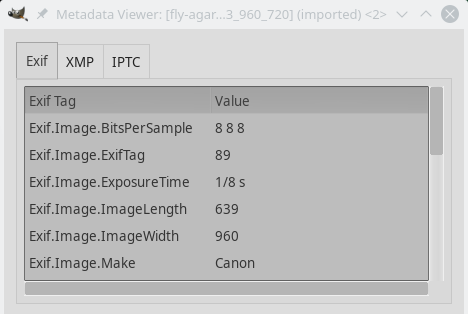 Metadata Viewer: [fly-agar...3_960_720] (imported) <2>
Exif XMP IPTC
Exif Tag Value
Exif.Image.BitsPerSample 8 8 8
Exif.Image.ExifTag 89
Exif.Image.ExposureTime 1/8 s
Exif.Image.ImageLength 639
Exif.Image.ImageWidth 960
Exif.Image.Make Canon